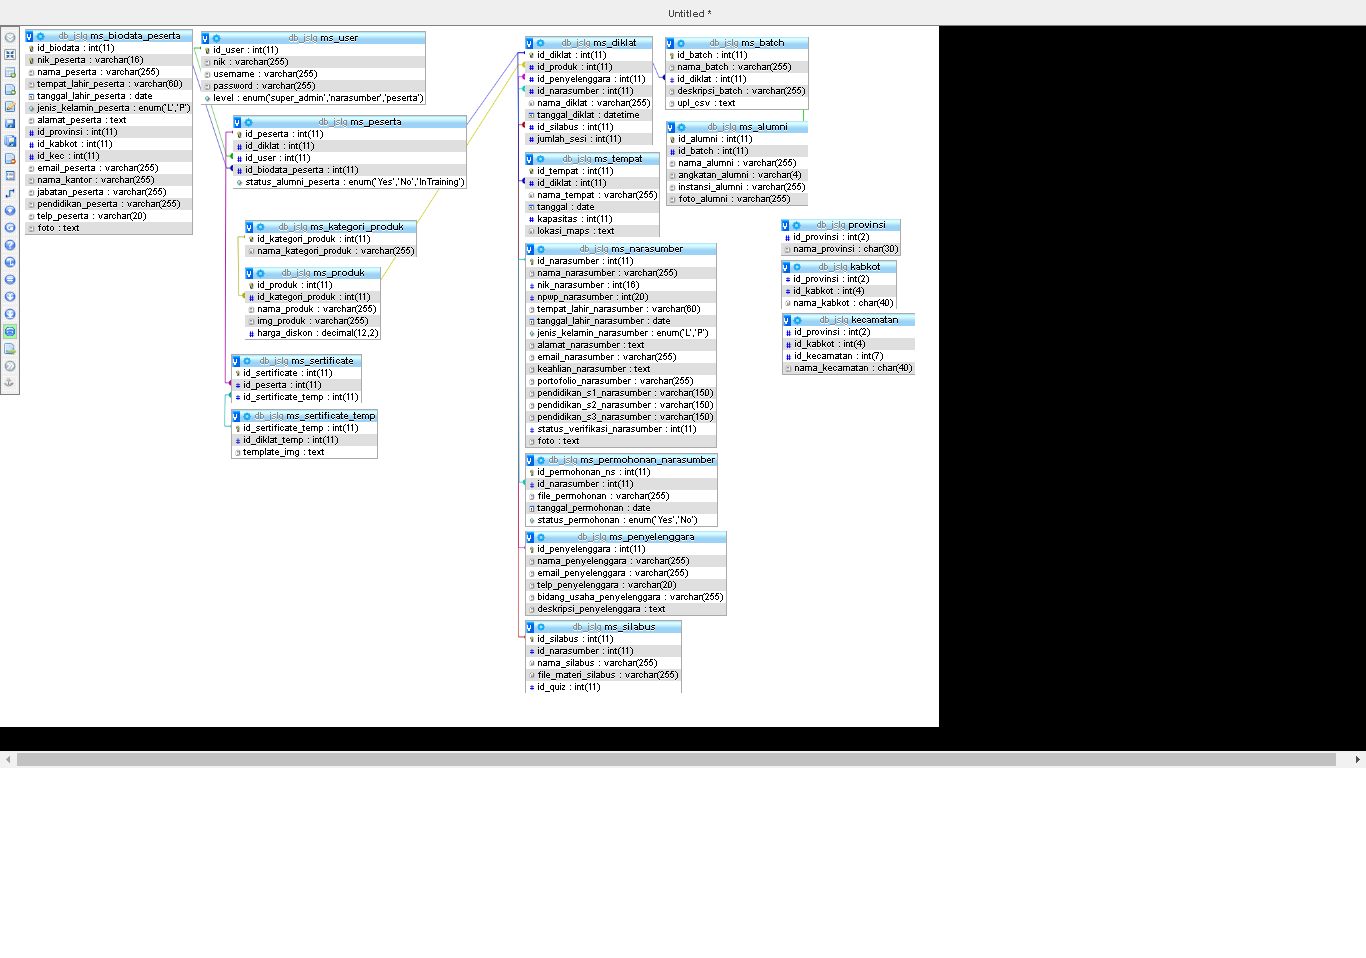 Untitled *
db_jslg ms_biodata_peserta
id_biodata : int(11)
nik_peserta : varchar(16)
nama_peserta : varchar(255)
tempat_lahir_peserta : varchar(60)
tanggal_lahir_peserta : date
jenis_kelamin_peserta : enum('L','P')
alamat_peserta : text
id_provinsi : int(11)
id_kabkot : int(11)
id_kec : int(11)
email_peserta : varchar(255)
nama_kantor : varchar(255)
jabatan_peserta : varchar(255)
pendidikan_peserta : varchar(255)
telp_peserta : varchar(20)
foto : text
db_jslg ms_user
id_user : int(11)
nik : varchar(255)
username : varchar(255)
password : varchar(255)
level : enum('super_admin','narasumber','peserta')
db_jslg ms_peserta
id_peserta : int(11)
id_diklat : int(11)
id_user : int(11)
id_biodata_peserta : int(11)
status_alumni_peserta : enum('Yes','No','InTraining')
db_jslg ms_kategori_produk
id_kategori_produk : int(11)
nama_kategori_produk : varchar(255)
db_jslg ms_produk
id_produk : int(11)
id_kategori_produk : int(11)
nama_produk : varchar(255)
img_produk : varchar(255)
harga_diskon : decimal(12,2)
db_jslg ms_sertificate
id_sertificate : int(11)
id_peserta : int(11)
id_sertificate_temp : int(11)
db_jslg ms_sertificate_temp
id_sertificate_temp : int(11)
id_diklat_temp : int(11)
template_img : text
db_jslg ms_diklat
id_diklat : int(11)
id_produk : int(11)
id_penyelenggara : int(11)
id_narasumber : int(11)
nama_diklat : varchar(255)
tanggal_diklat : datetime
id_silabus : int(11)
jumlah_sesi : int(11)
db_jslg ms_tempat
id_tempat : int(11)
id_diklat : int(11)
nama_tempat : varchar(255)
tanggal : date
kapasitas : int(11)
lokasi_maps : text
db_jslg ms_narasumber
id_narasumber : int(11)
nama_narasumber : varchar(255)
nik_narasumber : int(16)
npwp_narasumber : int(20)
tempat_lahir_narasumber : varchar(60)
tanggal_lahir_narasumber : date
jenis_kelamin_narasumber : enum('L','P')
alamat_narasumber : text
email_narasumber : varchar(255)
keahlian_narasumber : text
portofolio_narasumber : varchar(255)
pendidikan_s1_narasumber : varchar(150)
pendidikan_s2_narasumber : varchar(150)
pendidikan_s3_narasumber : varchar(150)
status_verifikasi_narasumber : int(11)
foto : text
db_jslg ms_permohonan_narasumber
id_permohonan_ns : int(11)
id_narasumber : int(11)
file_permohonan : varchar(255)
tanggal_permohonan : date
status_permohonan : enum('Yes','No')
db_jslg ms_penyelenggara
id_penyelenggara : int(11)
nama_penyelenggara : varchar(255)
email_penyelenggara : varchar(255)
telp_penyelenggara : varchar(20)
bidang_usaha_penyelenggara : varchar(255)
deskripsi_penyelenggara : text
db_jslg ms_silabus
id_silabus : int(11)
id_narasumber : int(11)
nama_silabus : varchar(255)
file_materi_silabus : varchar(255)
id_quiz : int(11)
db_jslg ms_batch
id_batch : int(11)
nama_batch : varchar(255)
id_diklat : int(11)
deskripsi_batch : varchar(255)
upl_csv : text
db_jslg ms_alumni
id_alumni : int(11)
id_batch : int(11)
nama_alumni : varchar(255)
angkatan_alumni : varchar(4)
instansi_alumni : varchar(255)
foto_alumni : varchar(255)
db_jslg provinsi
id_provinsi : int(2)
nama_provinsi : char(30)
db_jslg kabkot
id_provinsi : int(2)
id_kabkot : int(4)
nama_kabkot : char(40)
db_jslg kecamatan
id_provinsi : int(2)
id_kabkot : int(4)
id_kecamatan : int(7)
nama_kecamatan : char(40)